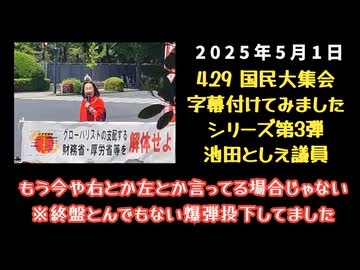 2025年5月1日
4.29 国民大集会
字幕付けてみました
シリーズ第3弾
池田としえ議員
グローバリストの支配する
財務省・厚労省等を
解体せよ
もう今や右とか左とか言ってる場合じゃない
※終盤とんでもない爆弾投下してました